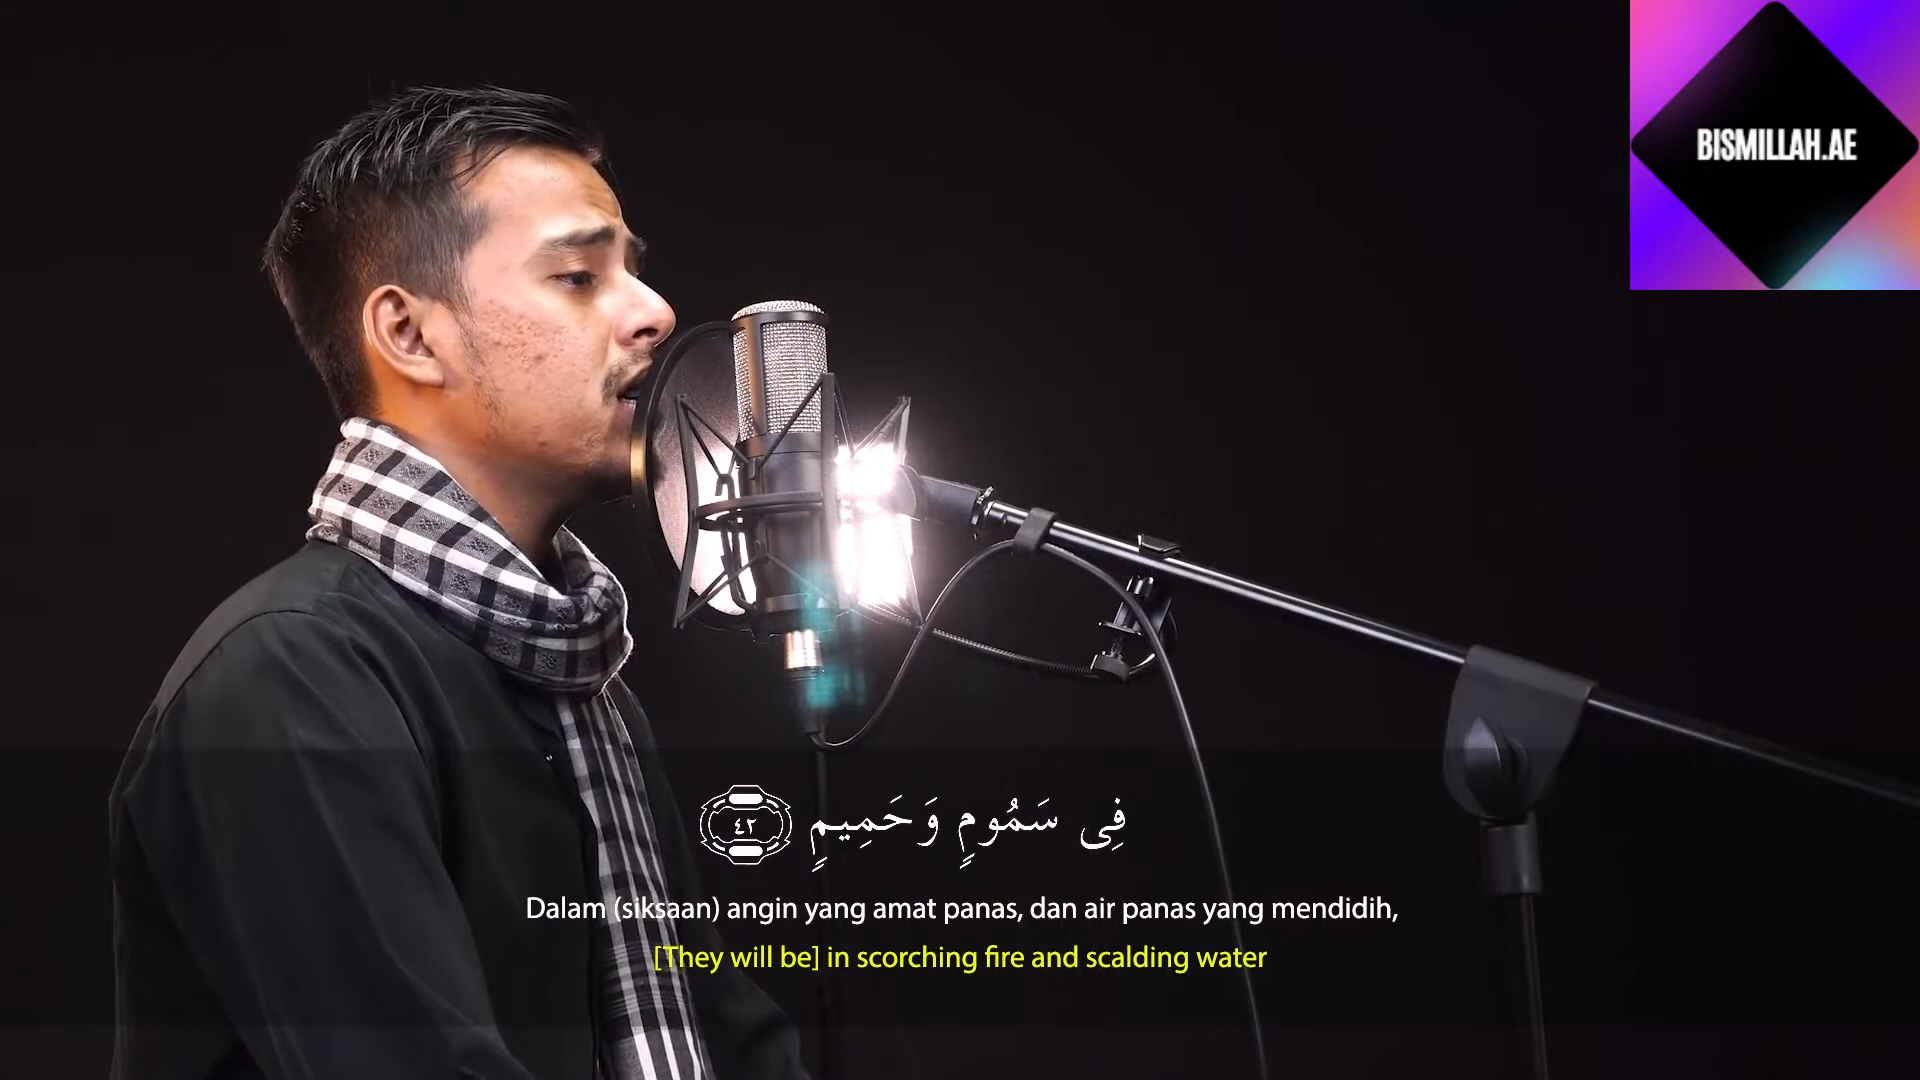 BISMILLAH.AE
فِى سَمُومٍ وَحَمِيمٍ ٤٢
Dalam (siksaan) angin yang amat panas, dan air panas yang mendidih,
[They will be] in scorching fire and scalding water